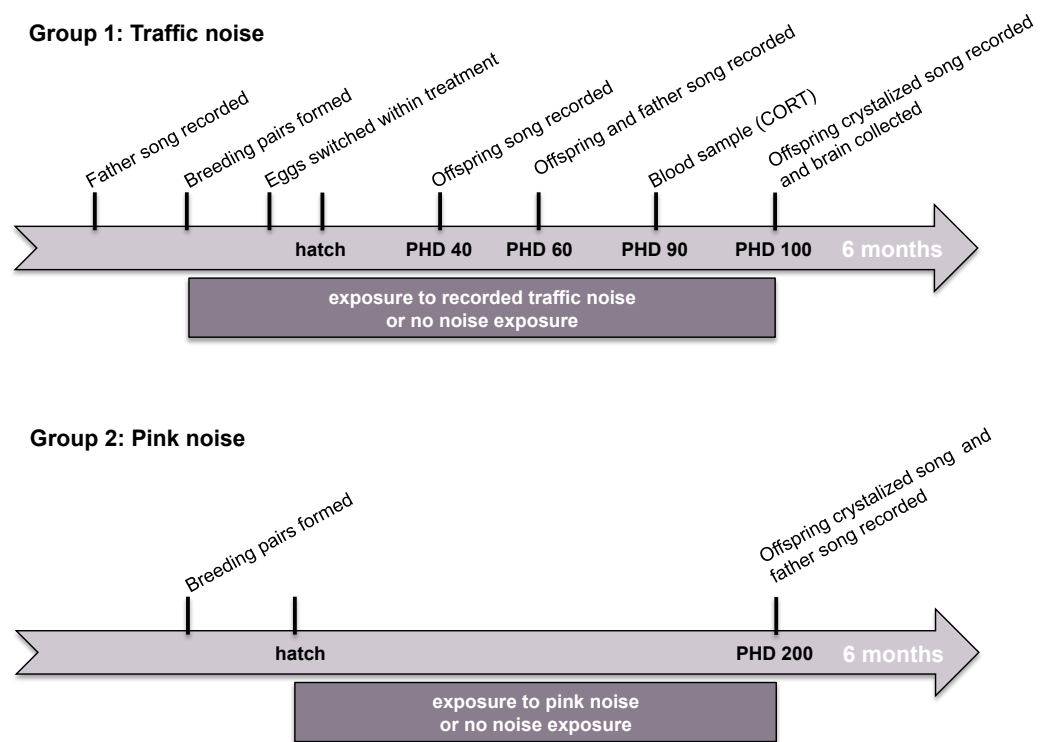 Group 1: Traffic noise
Father song recorded
Breeding pairs formed
Eggs switched within treatment
Offspring song recorded
Offspring and father song recorded
Blood sample (CORT)
Offspring crystalized song recorded
and brain collected
hatch
PHD 40
PHD 60
PHD 90
PHD 100
6 months
exposure to recorded traffic noise
or no noise exposure
Group 2: Pink noise
Breeding pairs formed
Offspring crystalized song and
father song recorded
hatch
PHD 200
6 months
exposure to pink noise
or no noise exposure